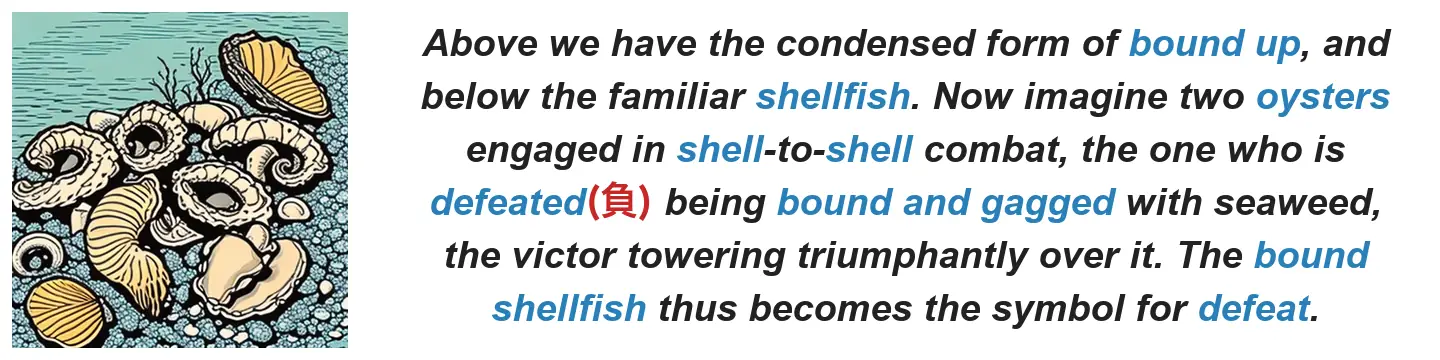 Above we have the condensed form of bound up, and
below the familiar shellfish. Now imagine two oysters
engaged in shell-to-shell combat, the one who is
defeated(負) being bound and gagged with seaweed,
the victor towering triumphantly over it. The bound
shellfish thus becomes the symbol for defeat.